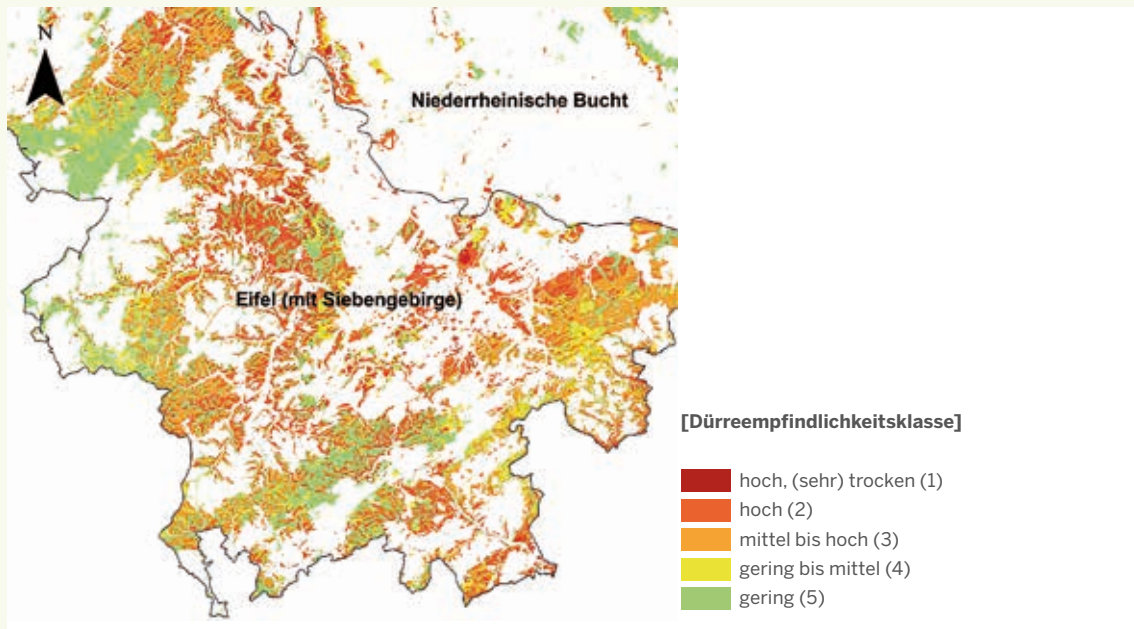 N
Niederrheinische Bucht
Eifel (mit Siebengebirge)
[Dürreempfindlichkeitsklasse]
hoch, (sehr) trocken (1)
hoch (2)
mittel bis hoch (3)
gering bis mittel (4)
gering (5)